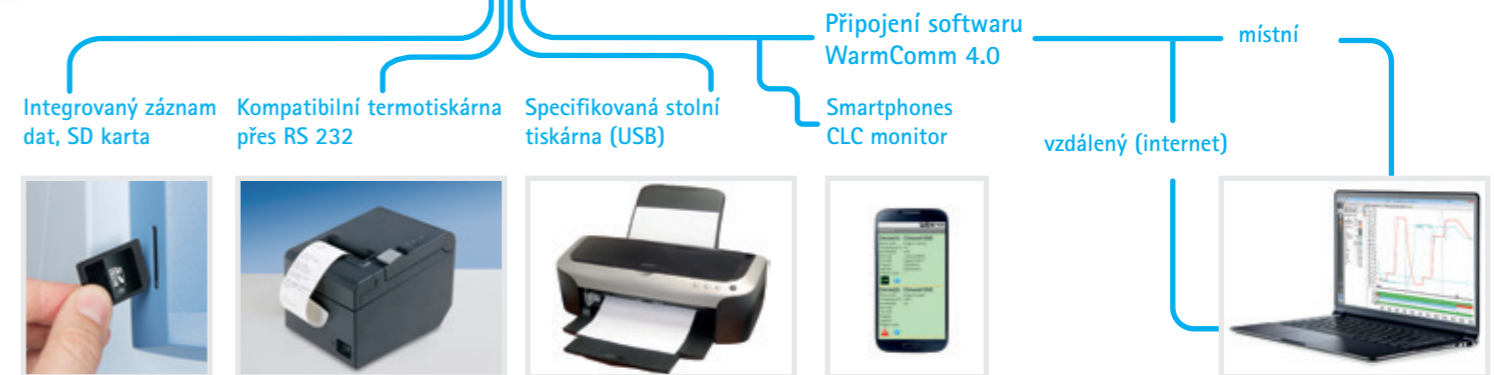 Připojení softwaru
WarmComm 4.0
místní
Integrovaný záznam
dat, SD karta
Kompatibilní termotiskárna
přes RS 232
Specifikovaná stolní
tiskárna (USB)
Smartphones
CLC monitor
vzdálený (internet)